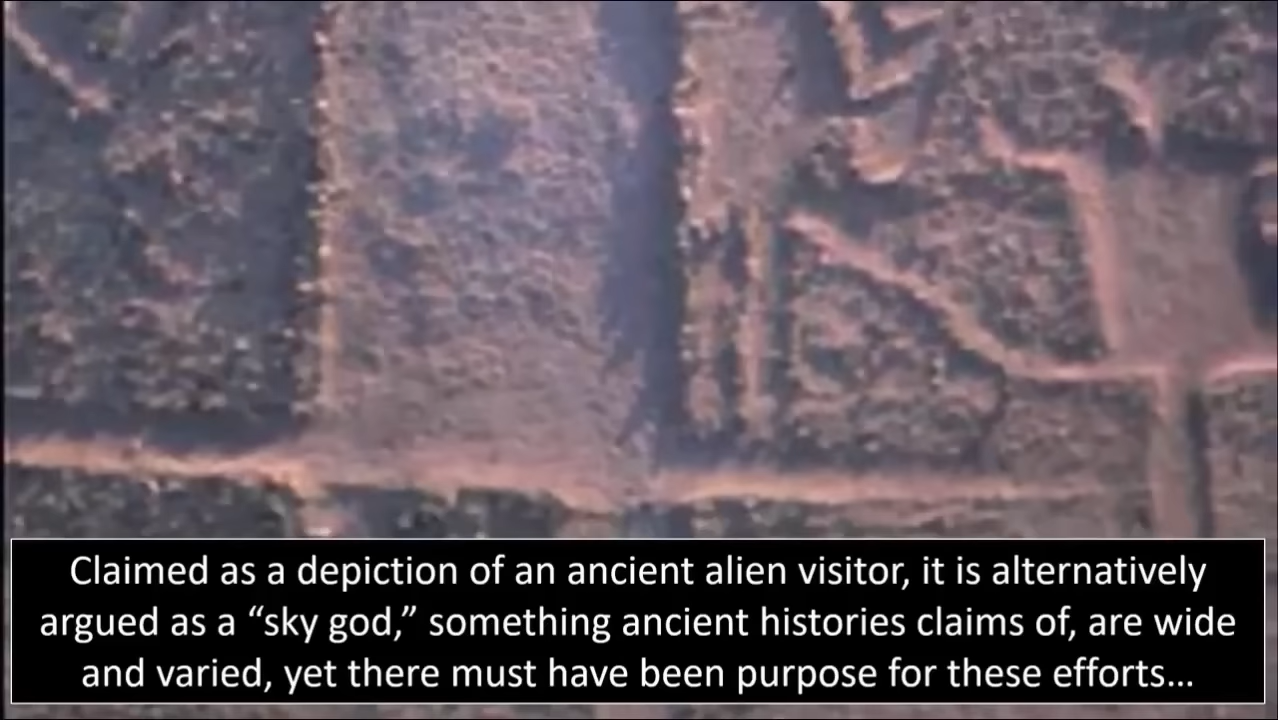 Claimed as a depiction of an ancient alien visitor, it is alternatively
argued as a “sky god,” something ancient histories claims of, are wide
and varied, yet there must have been purpose for these efforts...